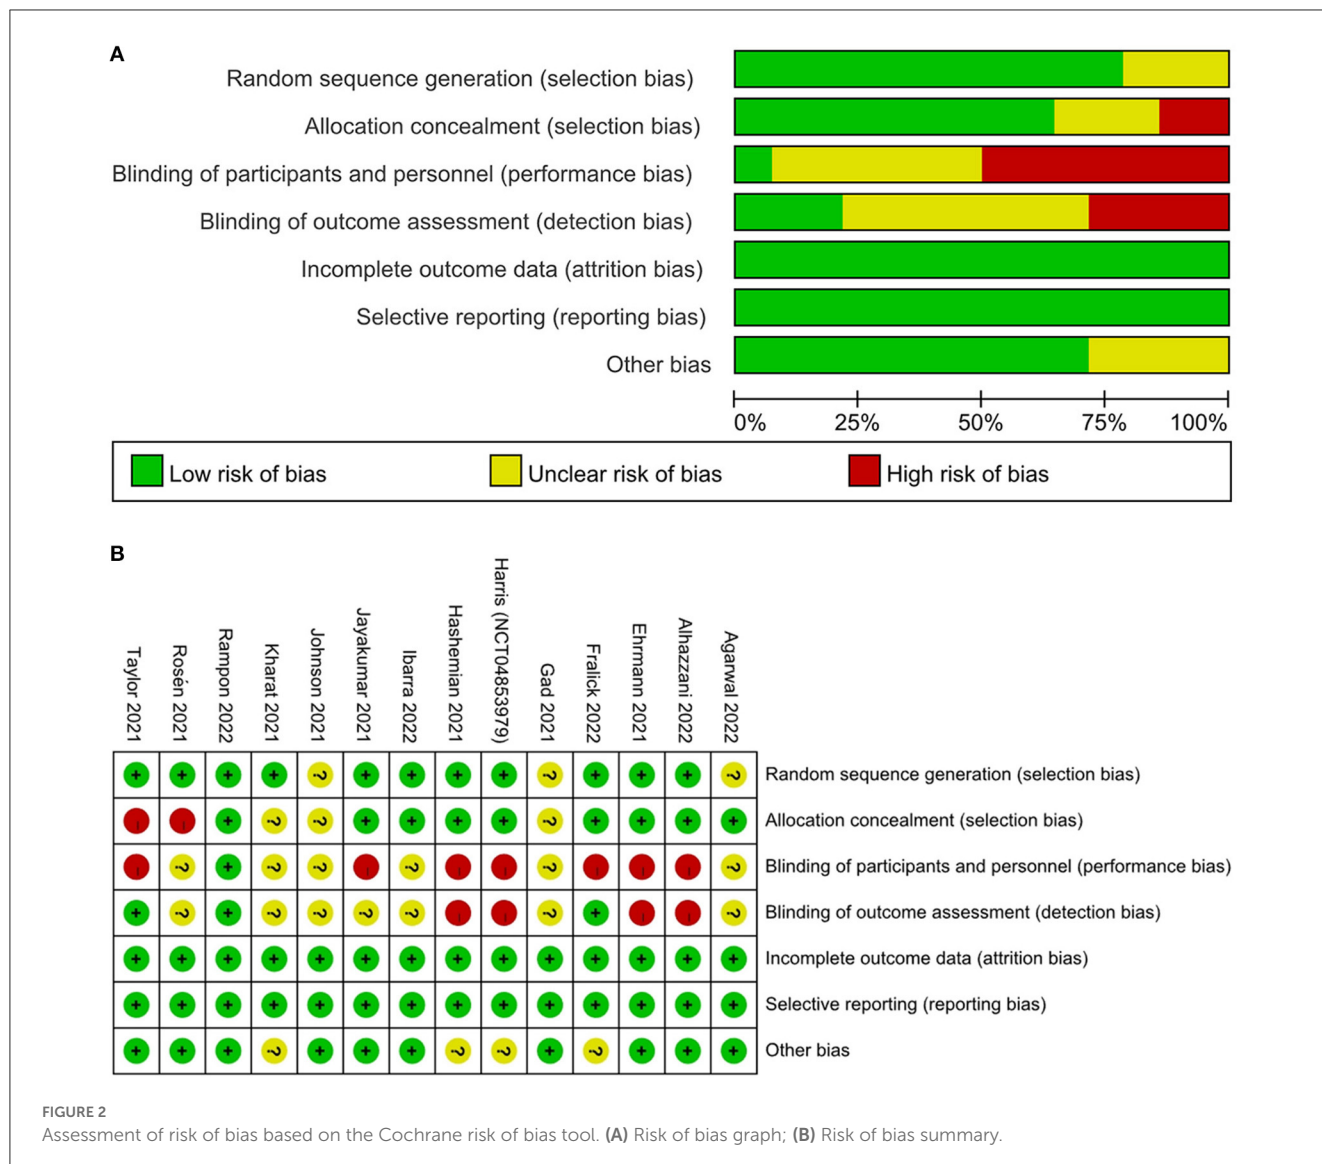 A
Random sequence generation (selection bias)
Allocation concealment (selection bias)
Blinding of participants and personnel (performance bias)
Blinding of outcome assessment (detection bias)
Incomplete outcome data (attrition bias)
Selective reporting (reporting bias)
Other bias
0% 25% 50% 75% 100%
Low risk of bias Unclear risk of bias High risk of bias
B
Taylor 2021
Rosén 2021
Rampon 2022
Kharat 2021
Johnson 2021
Jayakumar 2021
Ibarra 2022
Hashemian 2021
Harris (NCT04853979)
Gad 2021
Fralick 2022
Ehrmann 2021
Alhazzani 2022
Agarwal 2022
+ + + + ? + + + + ? + + + ? Random sequence generation (selection bias)
− − + ? ? + + + + ? + + + + Allocation concealment (selection bias)
− ? + ? ? − ? − − ? − − − ? Blinding of participants and personnel (performance bias)
+ ? + ? ? ? ? − − ? + − − ? Blinding of outcome assessment (detection bias)
+ + + + + + + + + + + + + + Incomplete outcome data (attrition bias)
+ + + + + + + + + + + + + + Selective reporting (reporting bias)
+ + + ? + + + ? ? + ? + + + Other bias
FIGURE 2
Assessment of risk of bias based on the Cochrane risk of bias tool. (A) Risk of bias graph; (B) Risk of bias summary.